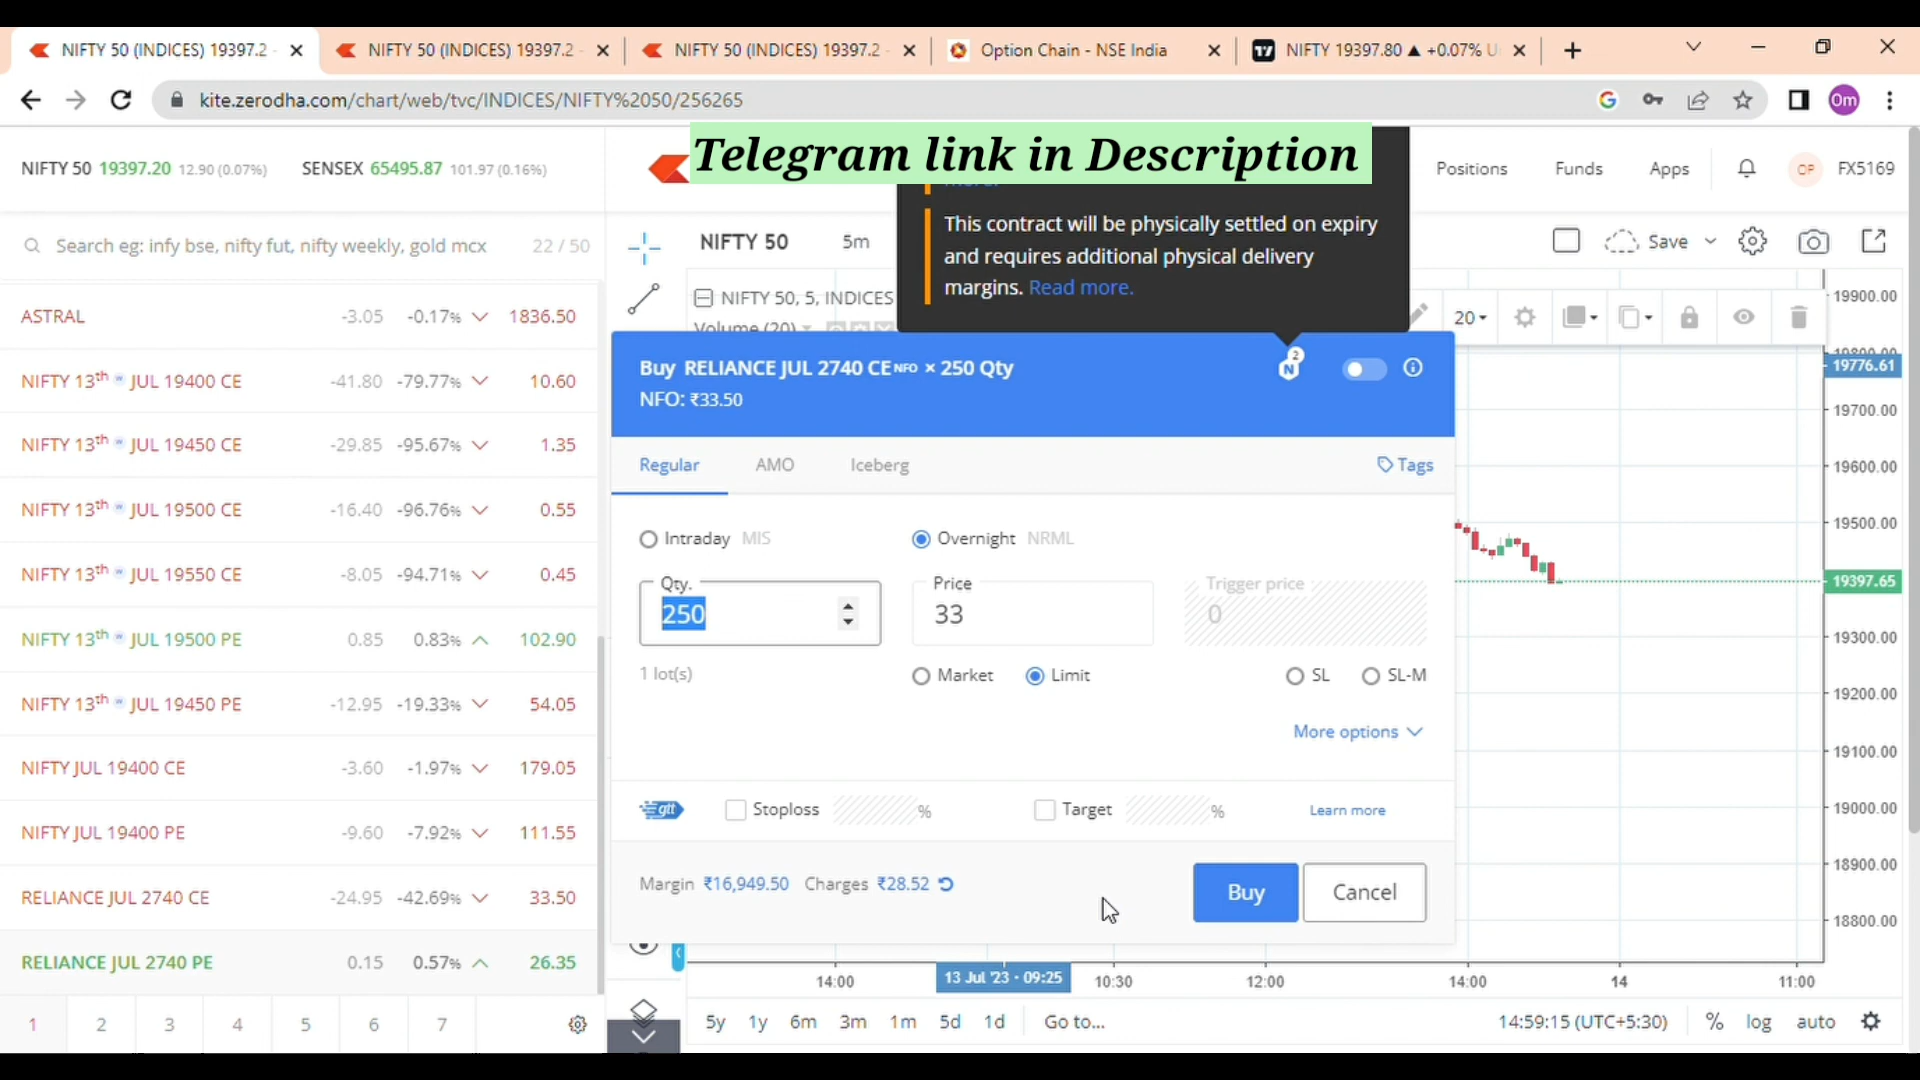 NIFTY 50 (INDICES) 19397.2
NIFTY 50 (INDICES) 19397.2
NIFTY 50 (INDICES) 19397.2
Option Chain - NSE India
NIFTY 19397.80 ▲ +0.07% U
kite.zerodha.com/chart/web/tvc/INDICES/NIFTY%2050/256265
Om
Telegram link in Description
NIFTY 50 19397.20 12.90 (0.07%)
SENSEX 65495.87 101.97 (0.16%)
Positions
Funds
Apps
OP
FX5169
Search eg: infy bse, nifty fut, nifty weekly, gold mcx 22 / 50
ASTRAL -3.05 -0.17% 1836.50
NIFTY 13th w JUL 19400 CE -41.80 -79.77% 10.60
NIFTY 13th w JUL 19450 CE -29.85 -95.67% 1.35
NIFTY 13th w JUL 19500 CE -16.40 -96.76% 0.55
NIFTY 13th w JUL 19550 CE -8.05 -94.71% 0.45
NIFTY 13th w JUL 19500 PE 0.85 0.83% 102.90
NIFTY 13th w JUL 19450 PE -12.95 -19.33% 54.05
NIFTY JUL 19400 CE -3.60 -1.97% 179.05
NIFTY JUL 19400 PE -9.60 -7.92% 111.55
RELIANCE JUL 2740 CE -24.95 -42.69% 33.50
RELIANCE JUL 2740 PE 0.15 0.57% 26.35
1 2 3 4 5 6 7
NIFTY 50 5m
Save
NIFTY 50, 5, INDICES
Volume (20)
20
This contract will be physically settled on expiry
and requires additional physical delivery
margins. Read more.
Buy RELIANCE JUL 2740 CE NFO × 250 Qty
N 2
NFO: ₹33.50
Regular
AMO
Iceberg
Tags
Intraday MIS
Overnight NRML
Qty.
250
Price
33
Trigger price
0
1 lot(s)
Market
Limit
SL
SL-M
More options
gtt
Stoploss %
Target %
Learn more
Margin ₹16,949.50 Charges ₹28.52
Buy
Cancel
19900.00
19776.61
19700.00
19600.00
19500.00
19397.65
19300.00
19200.00
19100.00
19000.00
18900.00
18800.00
14:00
13 Jul '23 · 09:25
10:30
12:00
14:00
14
11:00
5y 1y 6m 3m 1m 5d 1d Go to...
14:59:15 (UTC+5:30) % log auto